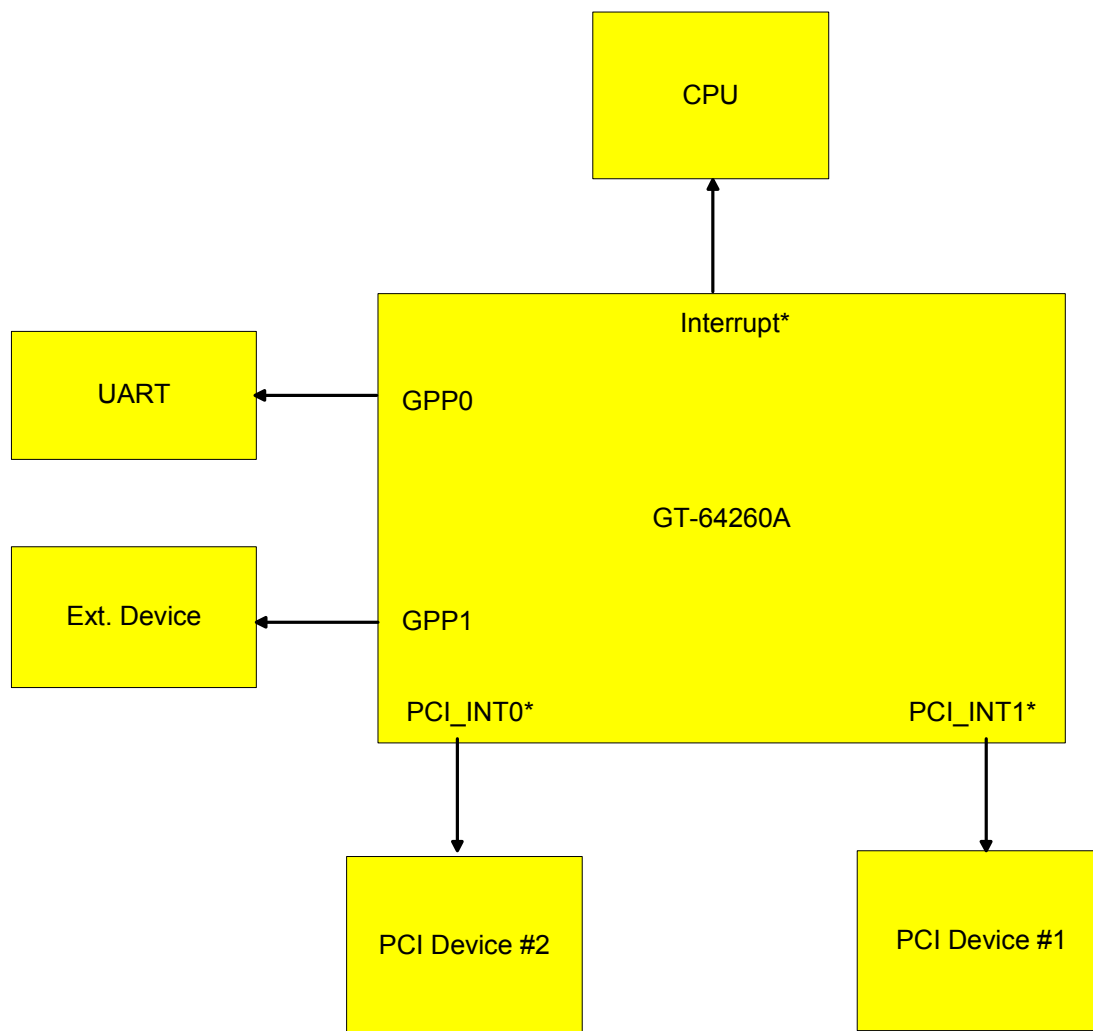 CPU
Interrupt*
UART
GPP0
GT-64260A
Ext. Device
GPP1
PCI_INT0*
PCI_INT1*
PCI Device #2
PCI Device #1